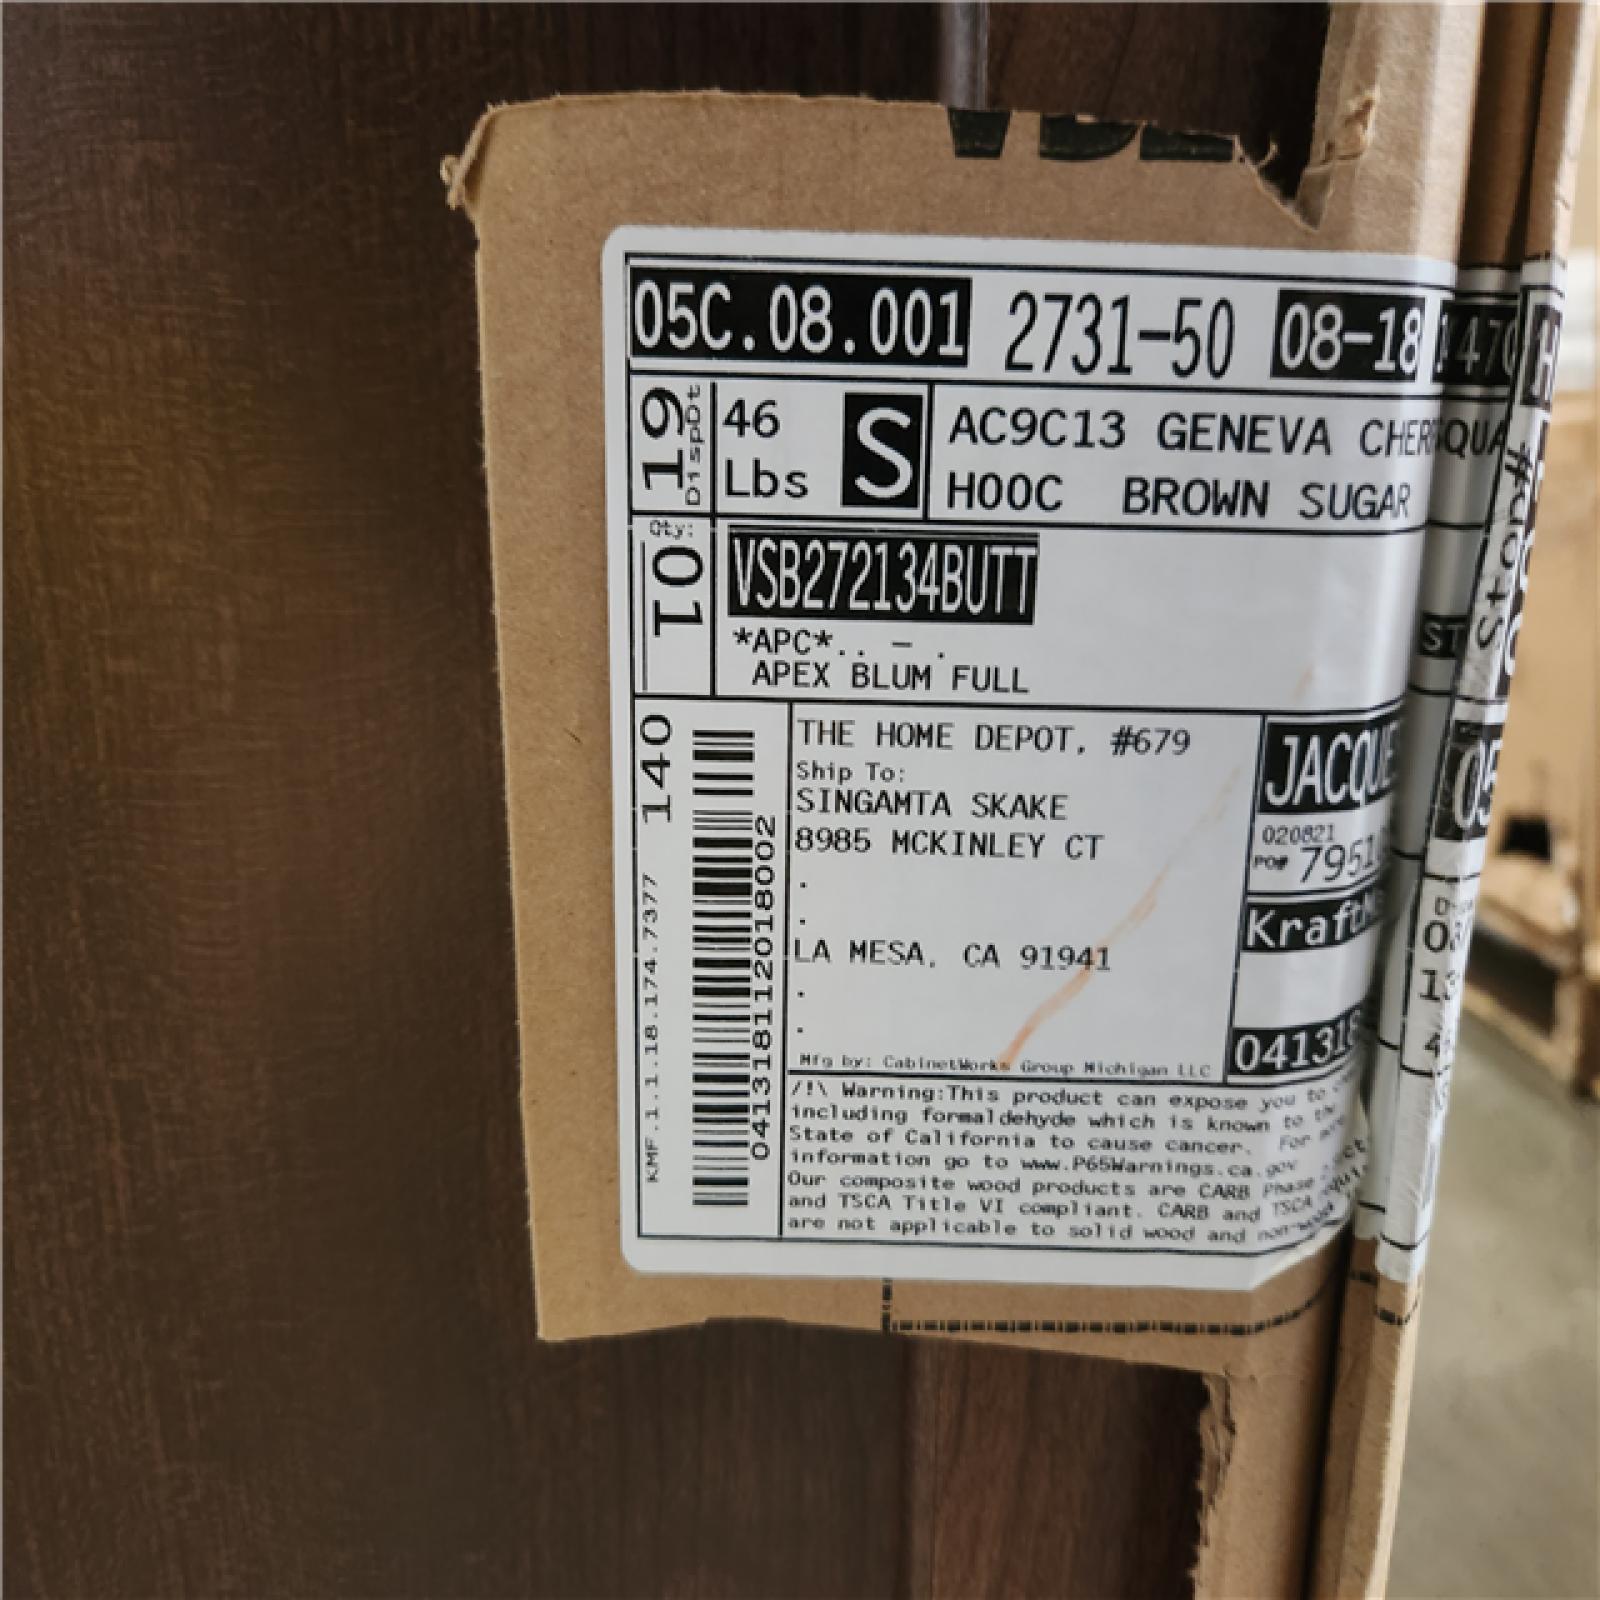 05C.08.001 2731-50 08-18
19 DispDt 46 Lbs S AC9C13 GENEVA
H00C BROWN SUGAR
Qty: 10 VSB272134BUTT
*APC*.. - .
APEX BLUM FULL
140
THE HOME DEPOT, #679
Ship To:
SINGAMTA SKAKE
8985 MCKINLEY CT
.
.
LA MESA, CA 91941
.
.
Mfg by: CabinetWorks Group Michigan LLC
020821
PO#
KMF.1.1.18.174.7377
041318112018002
/!\ Warning:This product can expose you to
including formaldehyde which is known to the
State of California to cause cancer. For more
information go to www.P65Warnings.ca.gov
Our composite wood products are CARB Phase
and TSCA Title VI compliant. CARB and TSCA
are not applicable to solid wood and